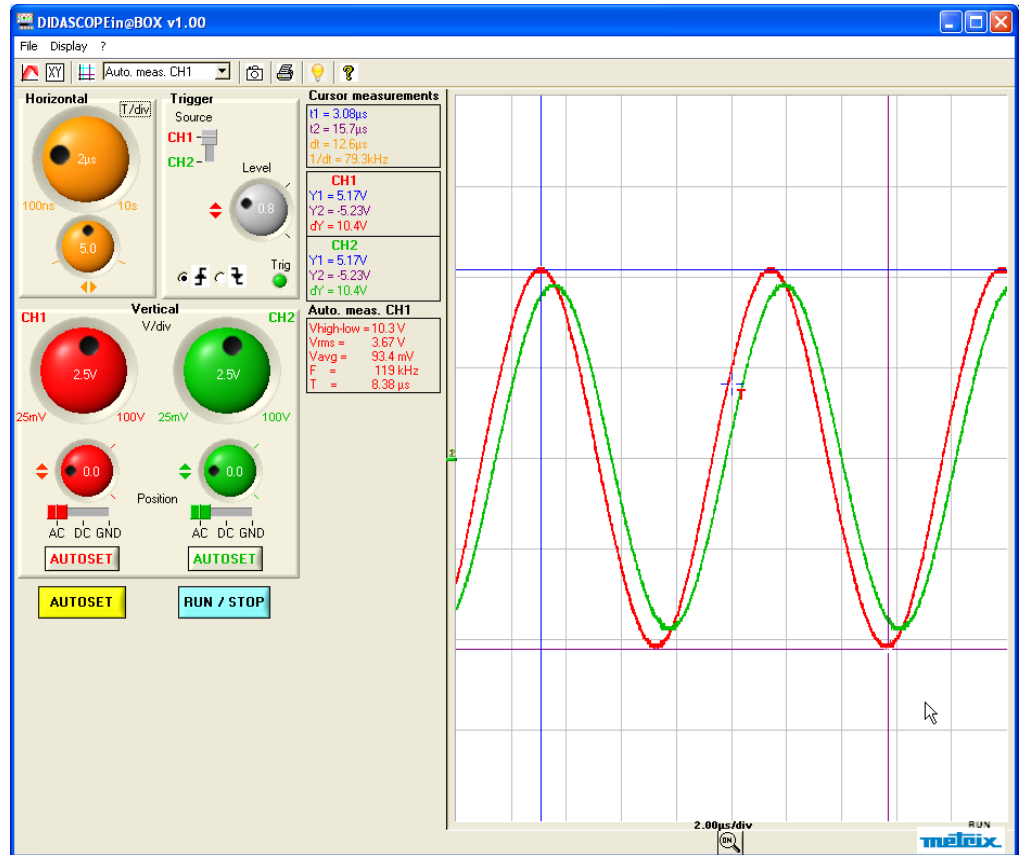 DIDASCOPEin@BOX v1.00
File Display ?
XY Auto. meas. CH1 ?
Horizontal
T/div
2µs
100ns 10s
5.0
Trigger
Source
CH1
CH2
Level
0.8
Trig
Cursor measurements
t1 = 3.08µs
t2 = 15.7µs
dt = 12.6µs
1/dt = 79.3kHz
CH1
Y1 = 5.17V
Y2 = -5.23V
dY = 10.4V
CH2
Y1 = 5.17V
Y2 = -5.23V
dY = 10.4V
Auto. meas. CH1
Vhigh-low = 10.3 V
Vrms = 3.67 V
Vavg = 93.4 mV
F = 119 kHz
T = 8.38 µs
Vertical
CH1 V/div CH2
2.5V 2.5V
25mV 100V 25mV 100V
0.0 0.0
Position
AC DC GND AC DC GND
AUTOSET AUTOSET
AUTOSET RUN / STOP
T
2.00µs/div RUN
ON
metrix